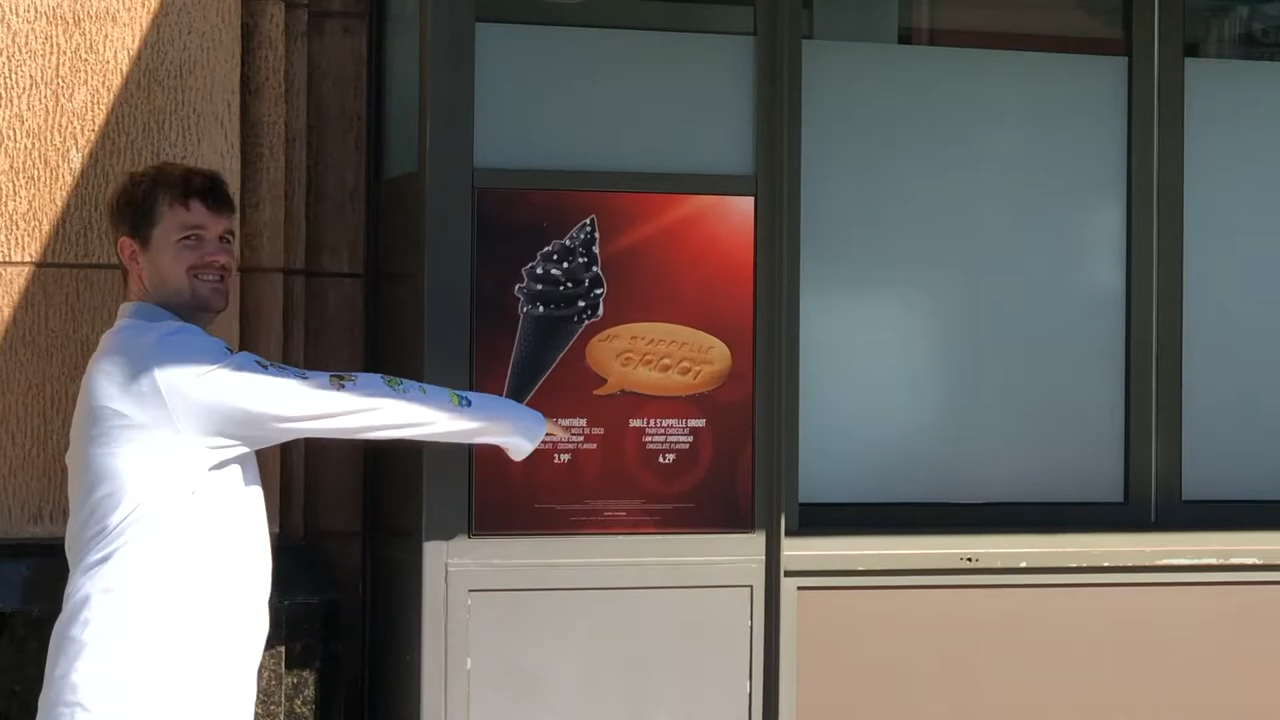 JE S'APPELLE
GROOT
PANTHÈRE
NOIX DE COCO
PANTHER ICE CREAM
/ COCONUT FLAVOUR
3,99€
SABLÉ JE S'APPELLE GROOT
PARFUM CHOCOLAT
I AM GROOT SHORTBREAD
CHOCOLATE FLAVOUR
4,29€